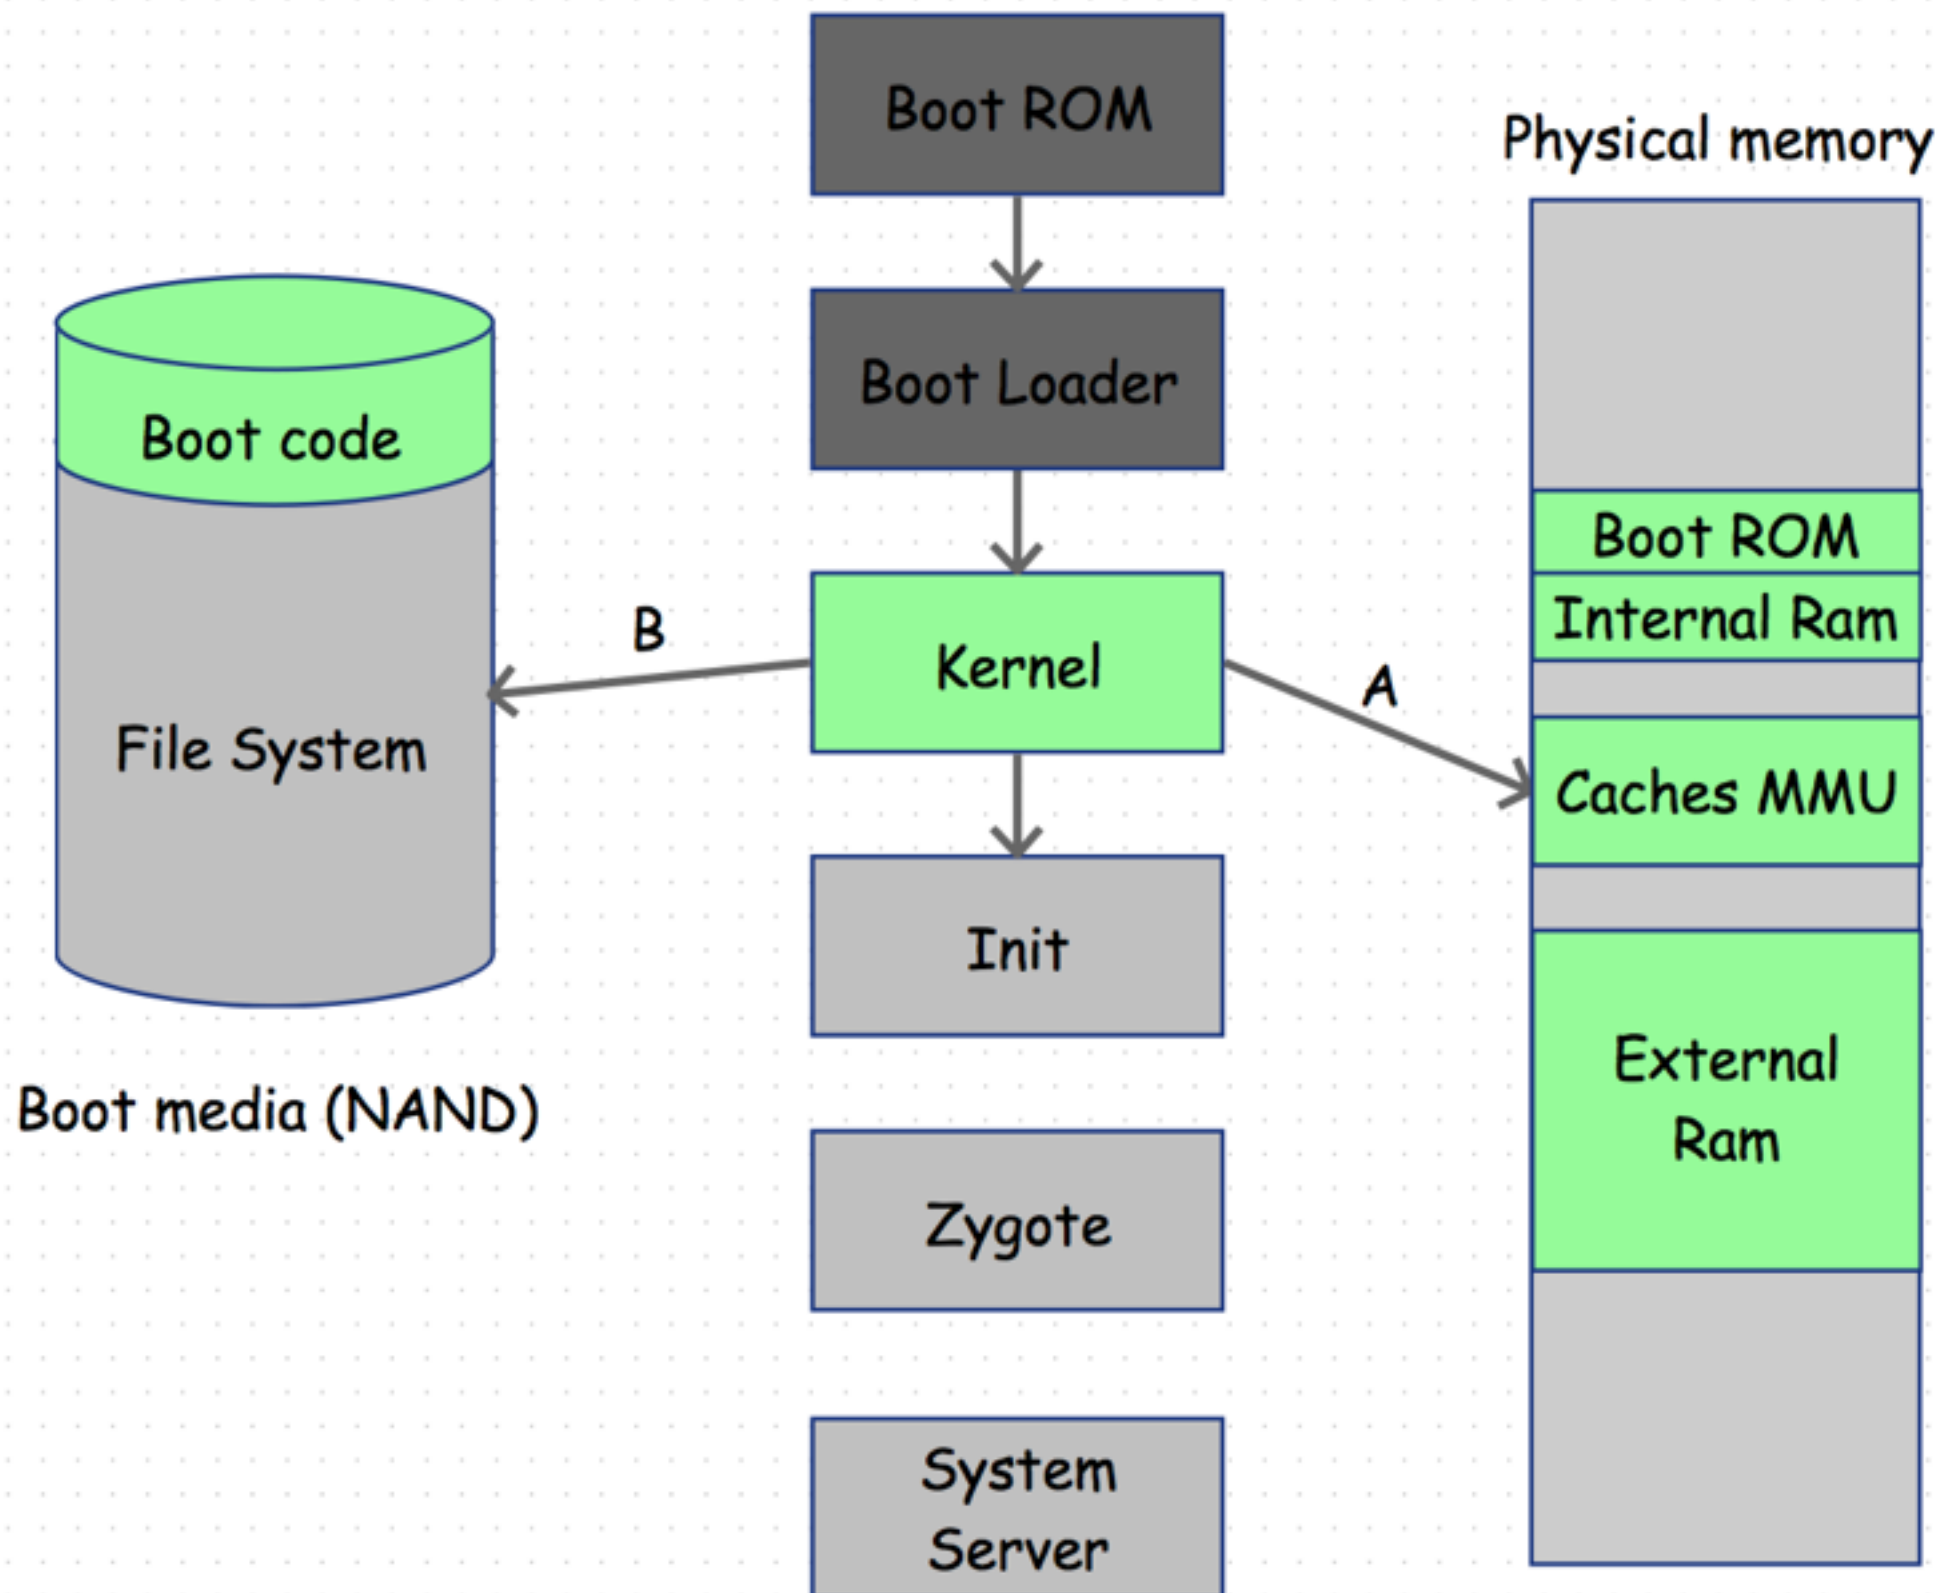 Boot ROM
Physical memory
Boot Loader
Boot code
Boot ROM
Internal Ram
B
Kernel
A
File System
Caches MMU
Init
External
Ram
Boot media (NAND)
Zygote
System
Server